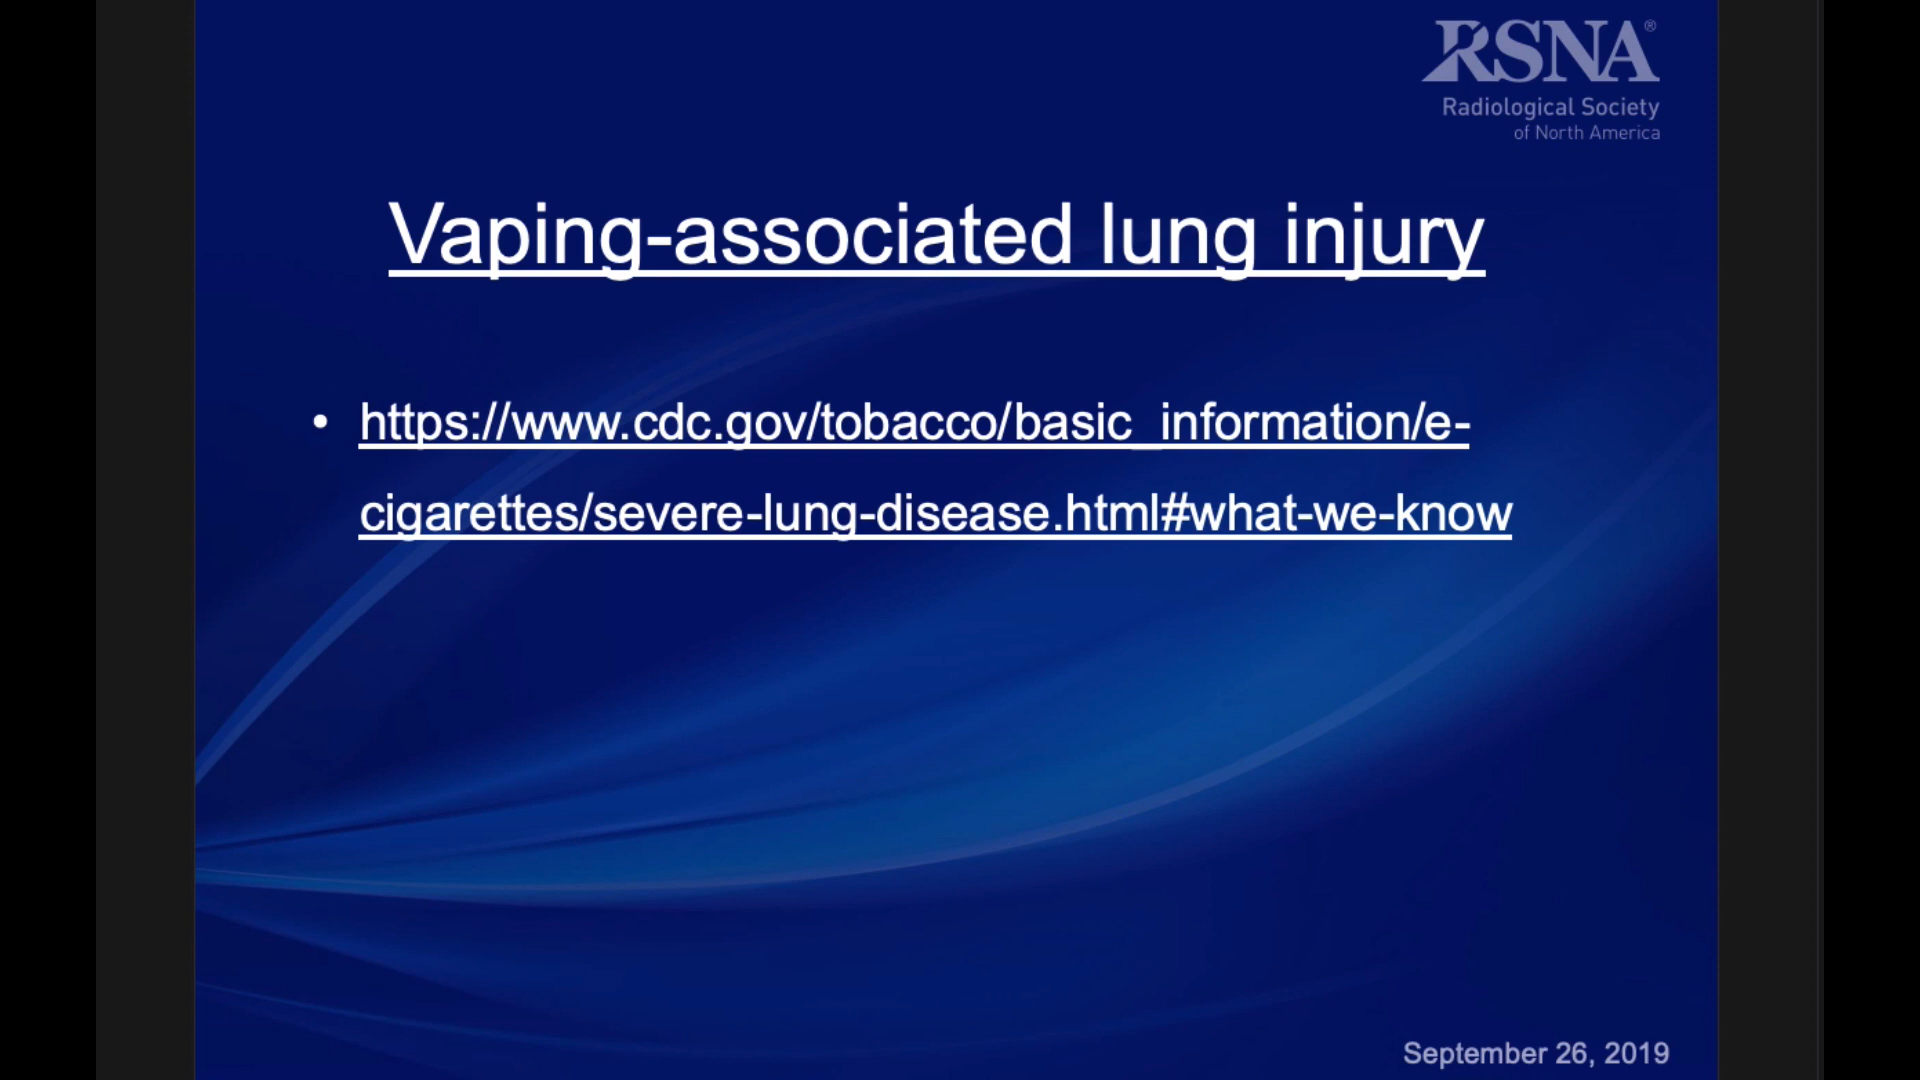 RSNA®
Radiological Society
of North America
Vaping-associated lung injury
• https://www.cdc.gov/tobacco/basic_information/e-
cigarettes/severe-lung-disease.html#what-we-know
September 26, 2019